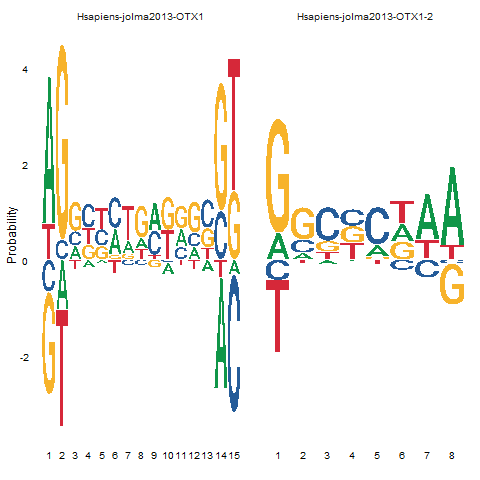 Hsapiens-jolma2013-OTX1
Hsapiens-jolma2013-OTX1-2
Probability
4
2
0
-2
1 2 3 4 5 6 7 8 9 10 11 12 13 14 15
1 2 3 4 5 6 7 8